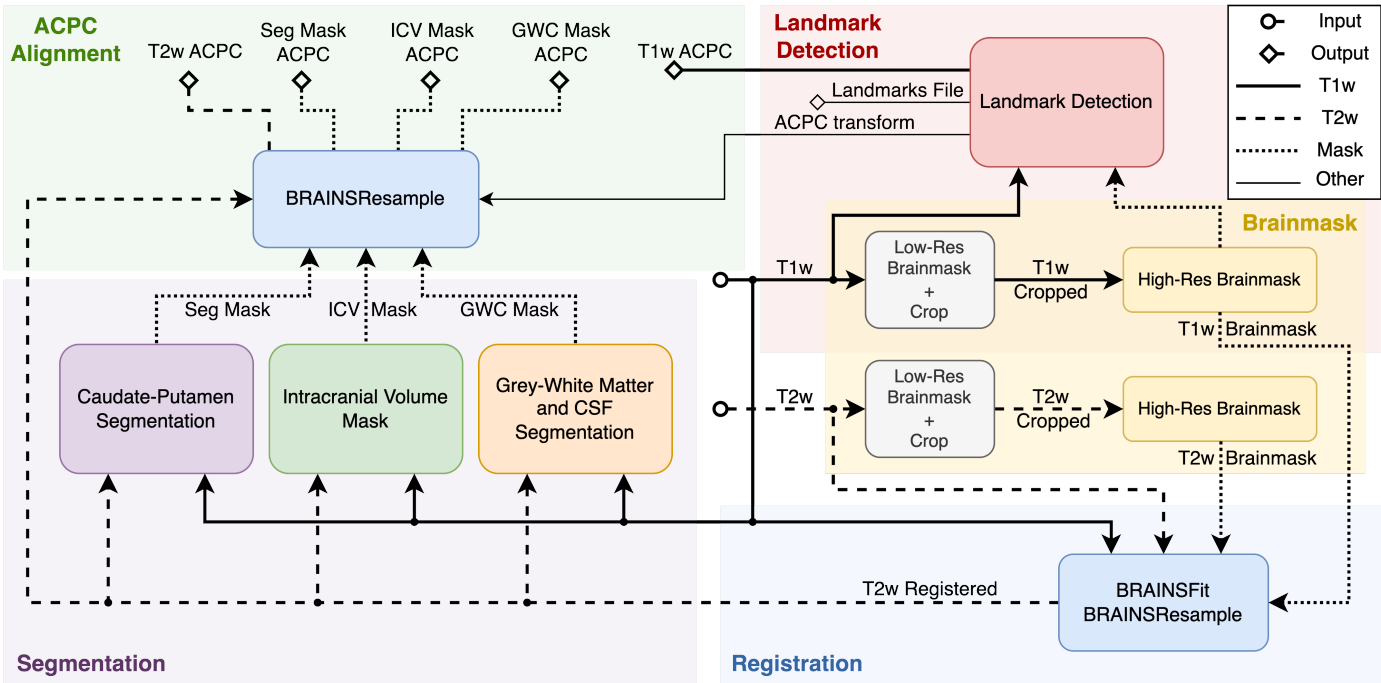 ACPC
Alignment
T2w ACPC
Seg Mask
ACPC
ICV Mask
ACPC
GWC Mask
ACPC
T1w ACPC
Landmark
Detection
Landmarks File
ACPC transform
Landmark Detection
Input
Output
T1w
T2w
Mask
Other
BRAINSResample
Brainmask
T1w
Low-Res
Brainmask
+
Crop
T1w
Cropped
High-Res Brainmask
T1w Brainmask
Seg Mask
ICV Mask
GWC Mask
Caudate-Putamen
Segmentation
Intracranial Volume
Mask
Grey-White Matter
and CSF
Segmentation
T2w
Low-Res
Brainmask
+
Crop
T2w
Cropped
High-Res Brainmask
T2w Brainmask
T2w Registered
BRAINSFit
BRAINSResample
Segmentation
Registration